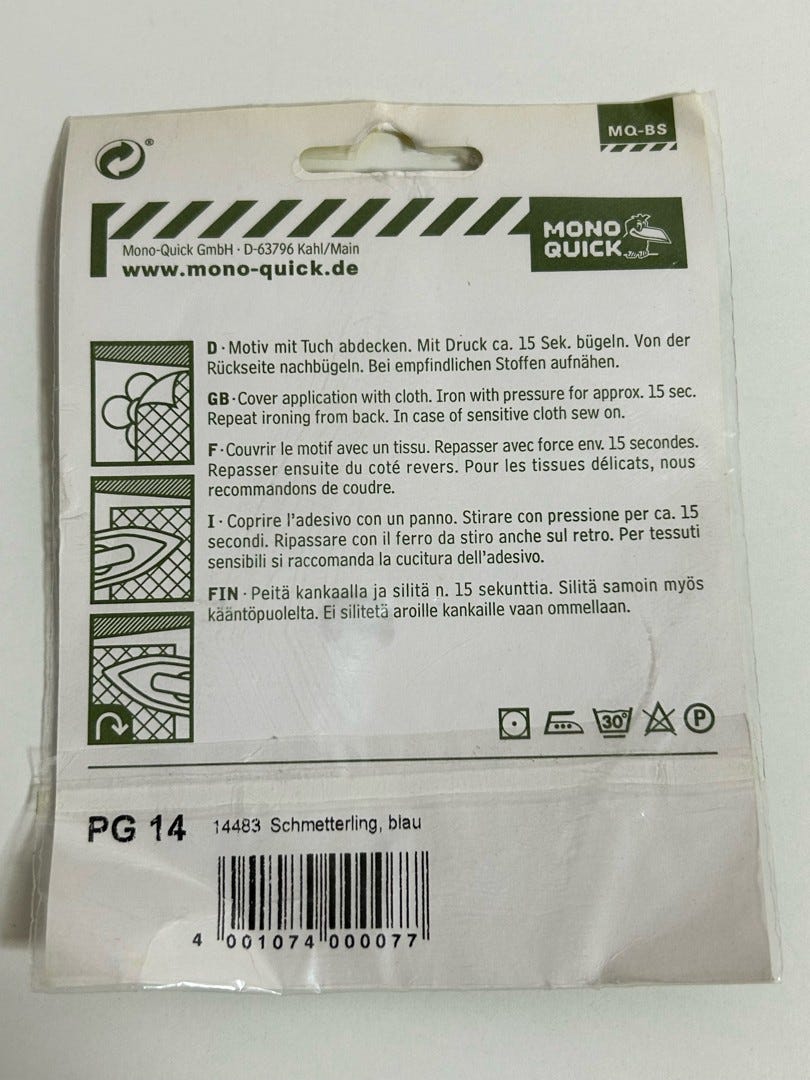 ®
MQ-BS
MONO
QUICK
Mono-Quick GmbH · D-63796 Kahl/Main
www.mono-quick.de
D · Motiv mit Tuch abdecken. Mit Druck ca. 15 Sek. bügeln. Von der
Rückseite nachbügeln. Bei empfindlichen Stoffen aufnähen.
GB · Cover application with cloth. Iron with pressure for approx. 15 sec.
Repeat ironing from back. In case of sensitive cloth sew on.
F · Couvrir le motif avec un tissu. Repasser avec force env. 15 secondes.
Repasser ensuite du coté revers. Pour les tissues délicats, nous
recommandons de coudre.
I · Coprire l'adesivo con un panno. Stirare con pressione per ca. 15
secondi. Ripassare con il ferro da stiro anche sul retro. Per tessuti
sensibili si raccomanda la cucitura dell'adesivo.
FIN · Peitä kankaalla ja silitä n. 15 sekunttia. Silitä samoin myös
kääntöpuolelta. Ei silitetä aroille kankaille vaan ommellaan.
30° P
PG 14 14483 Schmetterling, blau
4 001074 000077